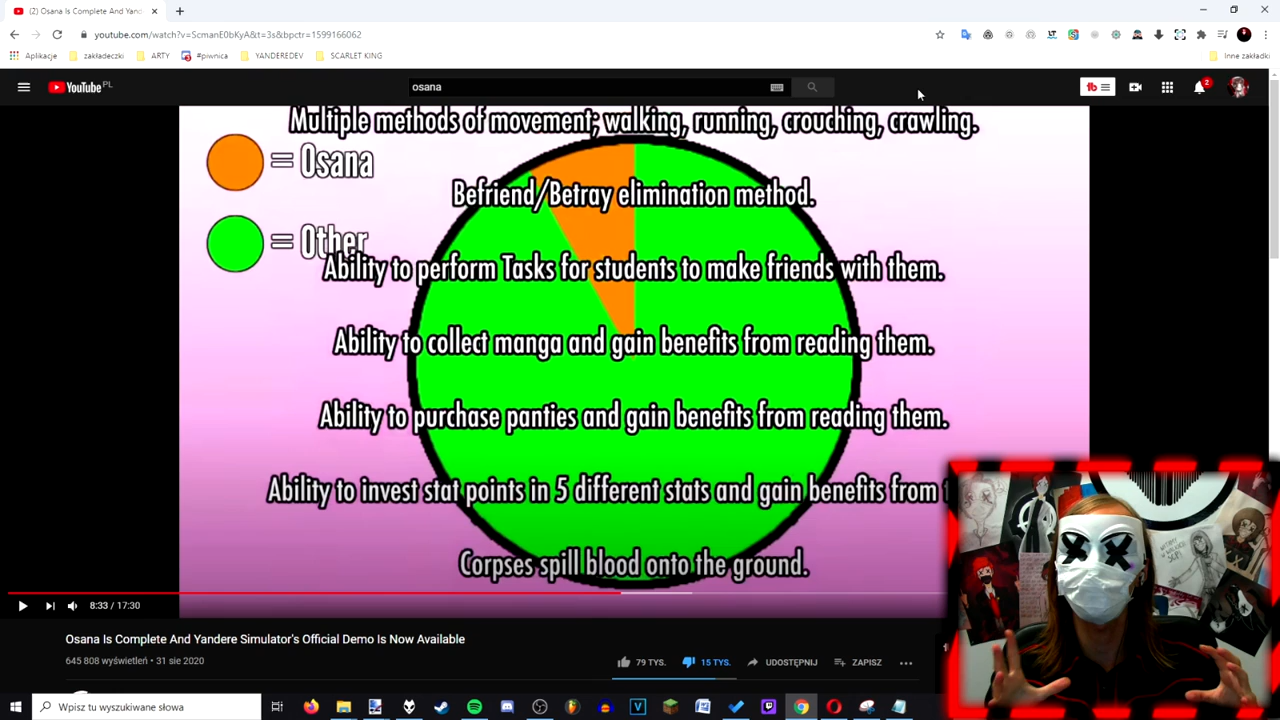 (2) Osana Is Complete And Yand
youtube.com/watch?v=ScmanE0bKyA&t=3s&bpctr=1599166062
Aplikacje zakładeczki ARTY #piwnica YANDEREDEV SCARLET KING Inne zakładki
YouTube PL osana 2
Multiple methods of movement; walking, running, crouching, crawling.
= Osana
Befriend/Betray elimination method.
= Other
Ability to perform Tasks for students to make friends with them.
Ability to collect manga and gain benefits from reading them.
Ability to purchase panties and gain benefits from reading them.
Ability to invest stat points in 5 different stats and gain benefits from
Corpses spill blood onto the ground.
8:33 / 17:30
Osana Is Complete And Yandere Simulator's Official Demo Is Now Available
645 808 wyświetleń • 31 sie 2020 79 TYS. 15 TYS. UDOSTĘPNIJ ZAPISZ
Wpisz tu wyszukiwane słowa